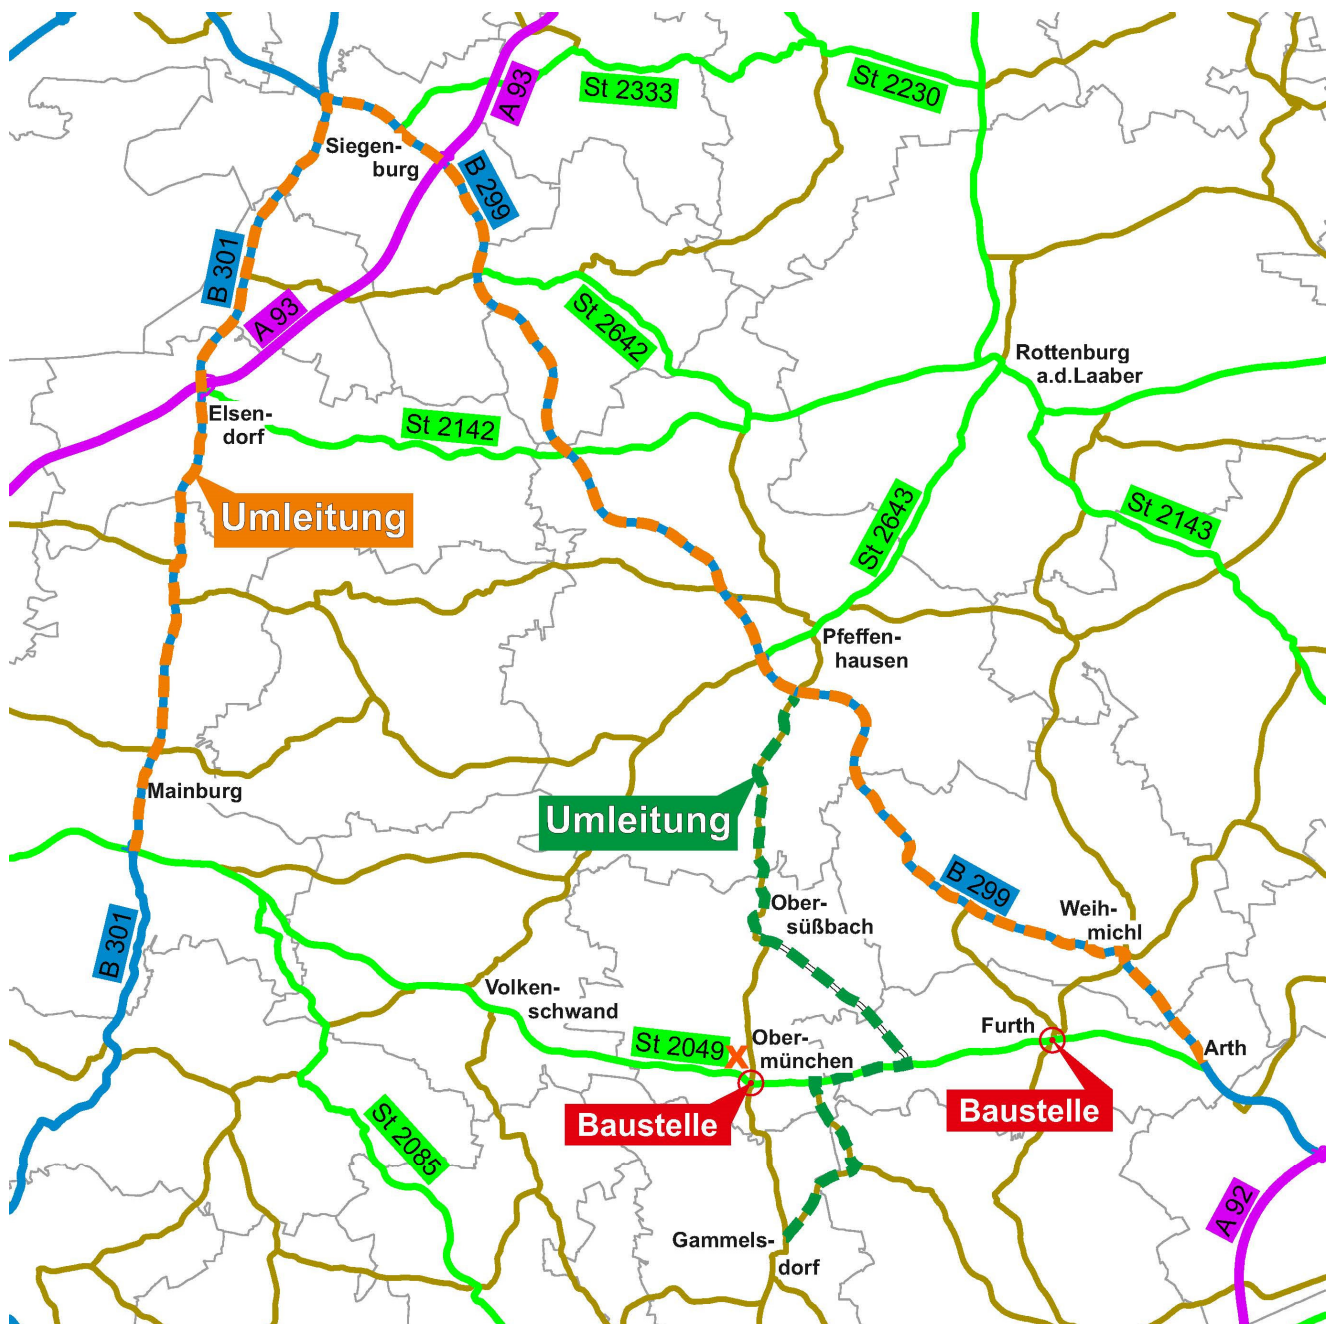 A 93
St 2333
St 2230
Siegen-
burg
B 299
B 301
A 93
St 2642
Rottenburg
a.d.Laaber
Elsen-
dorf
St 2142
Umleitung
St 2643
St 2143
Pfeffen-
hausen
Mainburg
Umleitung
B 299
Ober-
süßbach
Weih-
michl
B 301
Volken-
schwand
St 2049
X
Ober-
münchen
Furth
Arth
Baustelle
Baustelle
St 2085
A 92
Gammels-
dorf